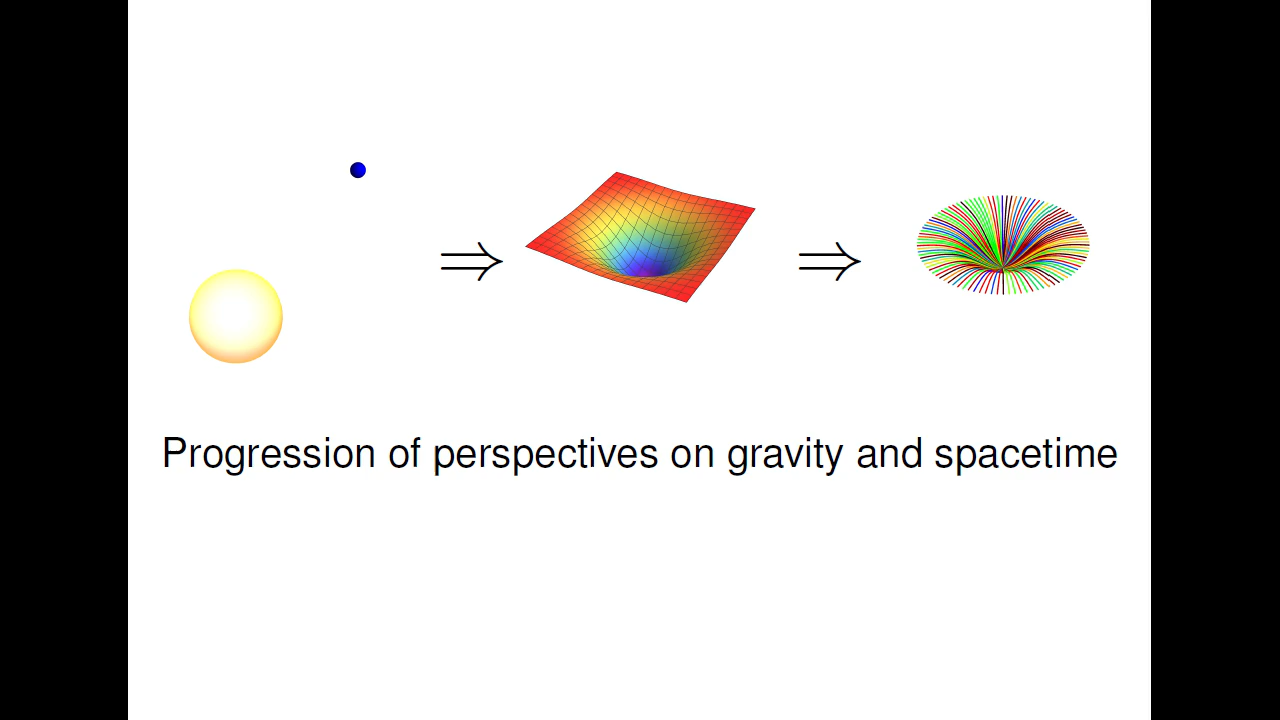 ⇒ ⇒
Progression of perspectives on gravity and spacetime